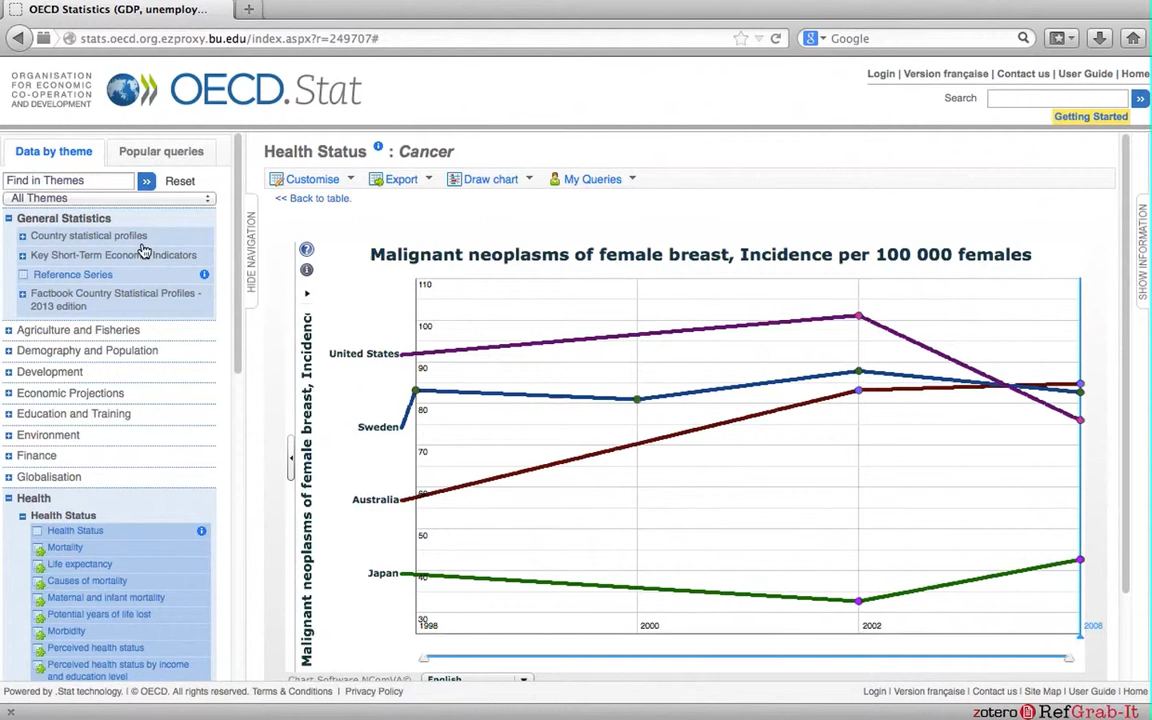 OECD Statistics (GDP, unemploy...
stats.oecd.org.ezproxy.bu.edu/index.aspx?r=249707#
Google
ORGANISATION
FOR ECONOMIC
CO-OPERATION
AND DEVELOPMENT
OECD.Stat
Login | Version française | Contact us | User Guide | Home
Search
Getting Started
Data by theme
Popular queries
Find in Themes
Reset
All Themes
General Statistics
Country statistical profiles
Key Short-Term Economic Indicators
Reference Series
Factbook Country Statistical Profiles -
2013 edition
Agriculture and Fisheries
Demography and Population
Development
Economic Projections
Education and Training
Environment
Finance
Globalisation
Health
Health Status
Health Status
Mortality
Life expectancy
Causes of mortality
Maternal and infant mortality
Potential years of life lost
Morbidity
Perceived health status
Perceived health status by income
and education level
HIDE NAVIGATION
Health Status : Cancer
Customise
Export
Draw chart
My Queries
<< Back to table.
Malignant neoplasms of female breast, Incidence per 100 000 females
Malignant neoplasms of female breast, Incidence
110
100
90
80
70
50
40
30
United States
Sweden
Australia
Japan
1998
2000
2002
2008
Chart Software NComVA®
English
SHOW INFORMATION
Powered by .Stat technology. | © OECD. All rights reserved. Terms & Conditions | Privacy Policy
Login | Version française | Contact us | Site Map | User Guide | Home
zotero RefGrab-It